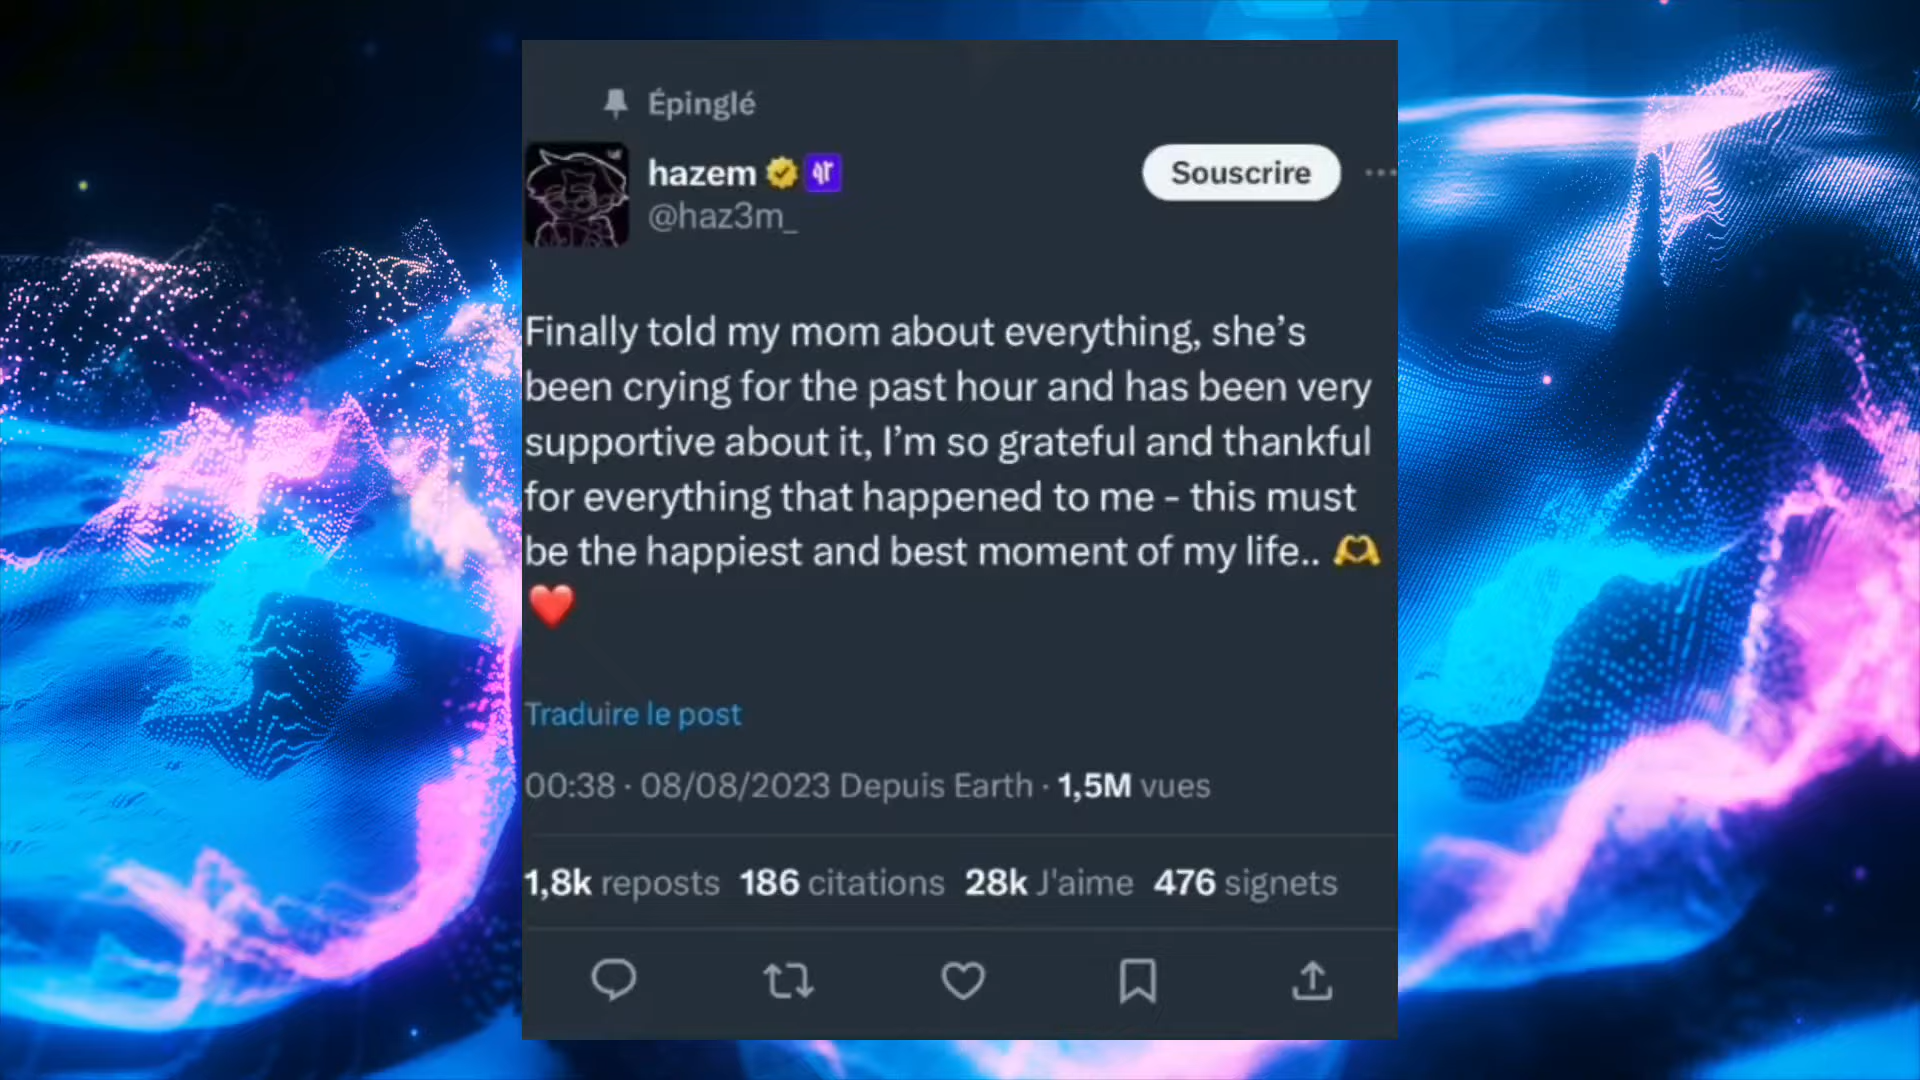 Épinglé
hazem
Souscrire
@haz3m_
Finally told my mom about everything, she’s
been crying for the past hour and has been very
supportive about it, I’m so grateful and thankful
for everything that happened to me - this must
be the happiest and best moment of my life.. 🫶
❤️
Traduire le post
00:38 · 08/08/2023 Depuis Earth · 1,5M vues
1,8k reposts 186 citations 28k J'aime 476 signets